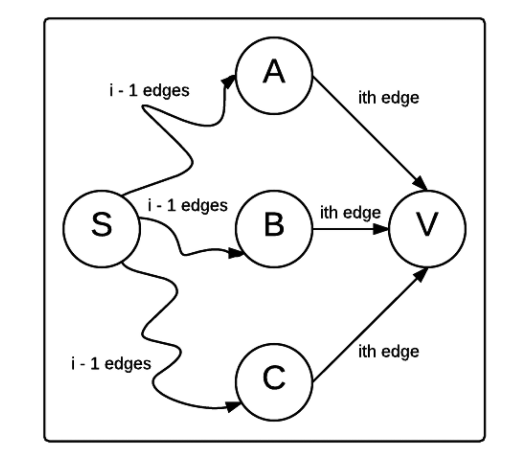 A
i - 1 edges
ith edge
i - 1 edges
S
B
ith edge
V
i - 1 edges
C
ith edge